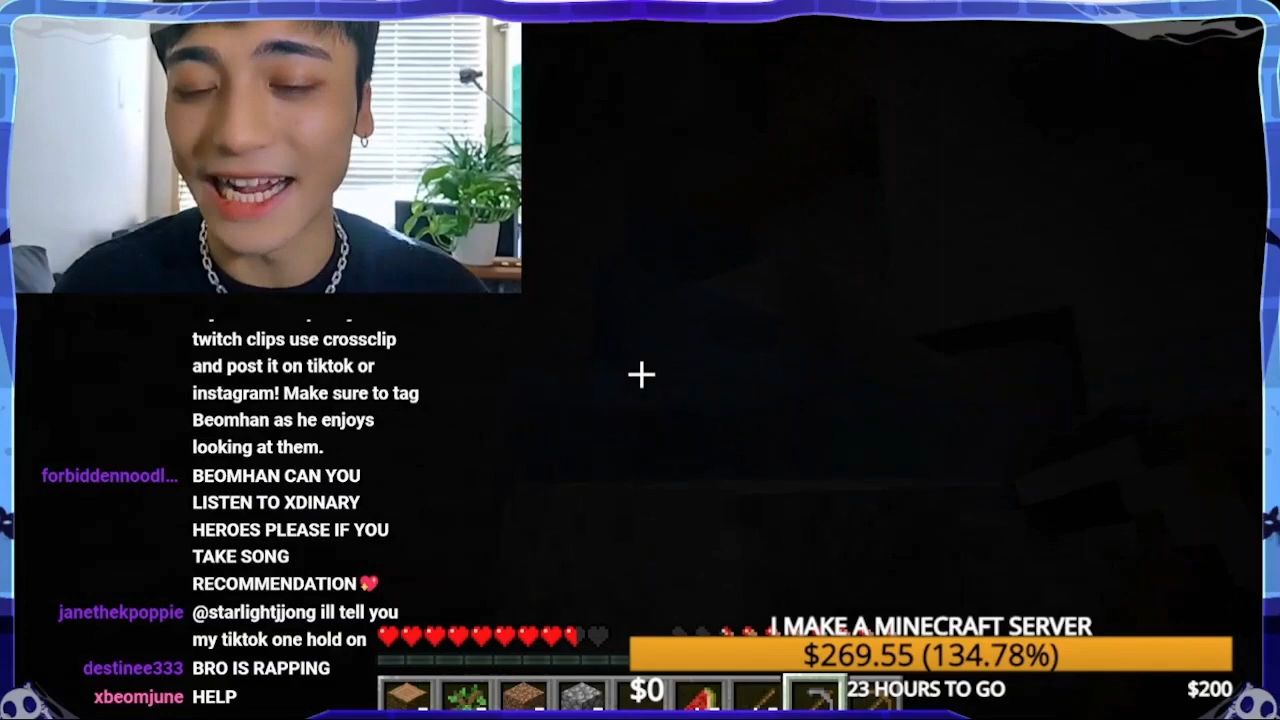 twitch clips use crossclip
and post it on tiktok or
instagram! Make sure to tag
Beomhan as he enjoys
looking at them.
forbiddennoodl... BEOMHAN CAN YOU
LISTEN TO XDINARY
HEROES PLEASE IF YOU
TAKE SONG
RECOMMENDATION💖
janethekpoppie @starlightjjong ill tell you
my tiktok one hold on
destinee333 BRO IS RAPPING
xbeomjune HELP
I MAKE A MINECRAFT SERVER
$269.55 (134.78%)
$0 23 HOURS TO GO $200